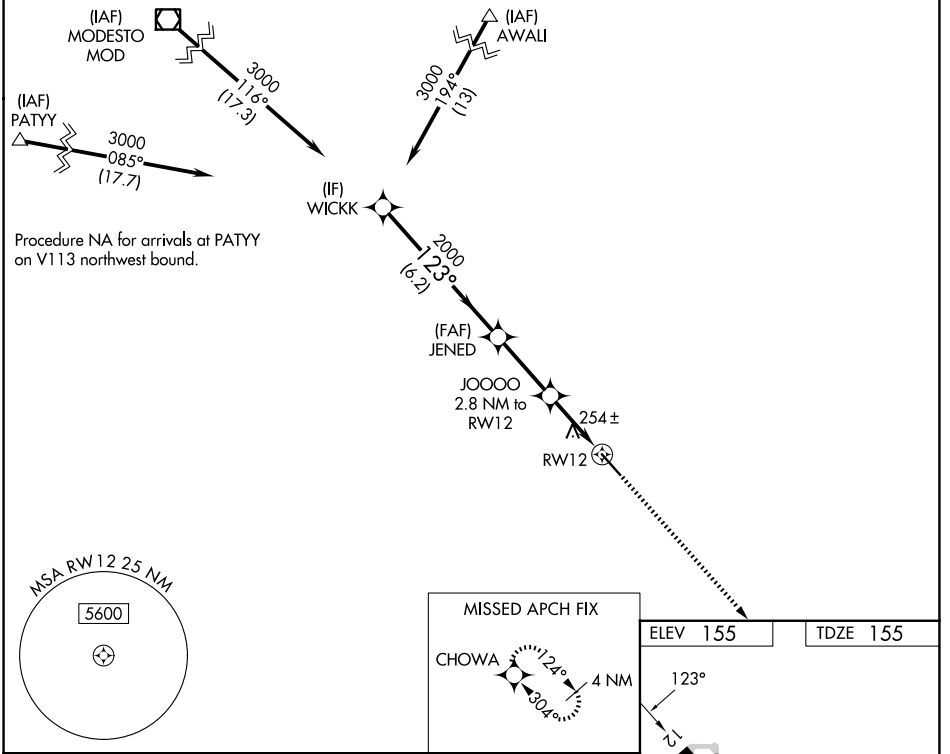 (IAF)
MODESTO
MOD
3000
116°
(17.3)
(IAF)
AWALI
3000
194°
(13)
(IAF)
PATYY
3000
085°
(17.7)
(IF)
WICKK
Procedure NA for arrivals at PATYY
on V113 northwest bound.
2000
123°
(6.2)
(FAF)
JENED
JOOOO
2.8 NM to
RW12
254±
RW12
MSA RW12 25 NM
5600
MISSED APCH FIX
CHOWA
124°
304°
4 NM
ELEV 155
TDZE 155
123°
12